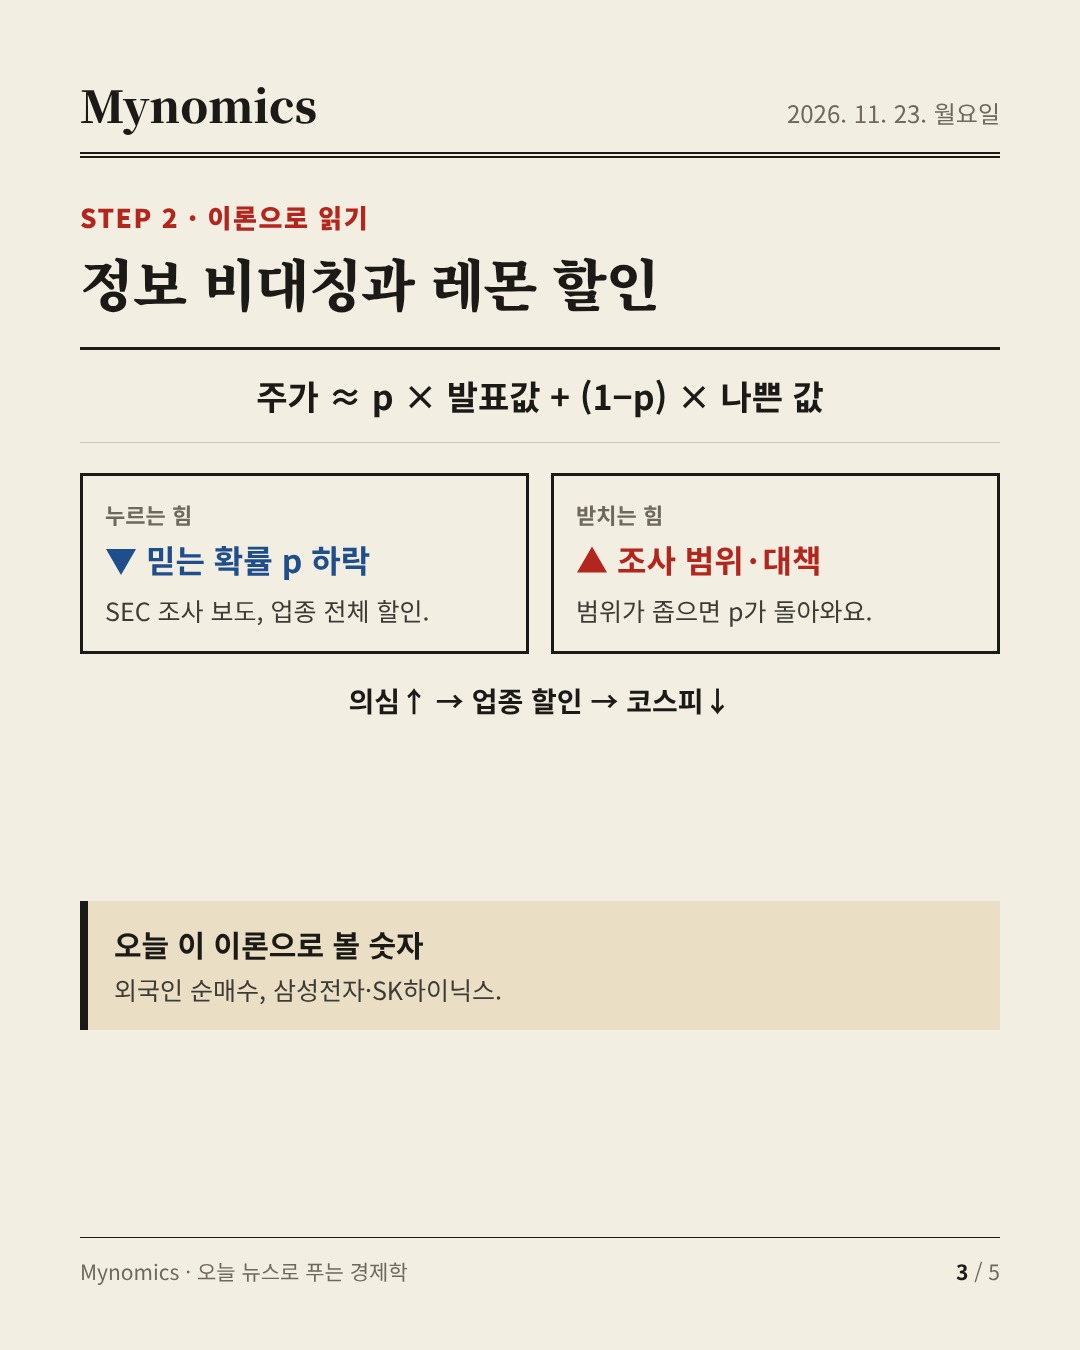 Mynomics
2026. 11. 23. 월요일
STEP 2 · 이론으로 읽기
정보 비대칭과 레몬 할인
주가 ≈ p × 발표값 + (1−p) × 나쁜 값
누르는 힘
▼ 믿는 확률 p 하락
SEC 조사 보도, 업종 전체 할인.
받치는 힘
▲ 조사 범위·대책
범위가 좁으면 p가 돌아와요.
의심↑ → 업종 할인 → 코스피↓
오늘 이 이론으로 볼 숫자
외국인 순매수, 삼성전자·SK하이닉스.
Mynomics · 오늘 뉴스로 푸는 경제학
3 / 5